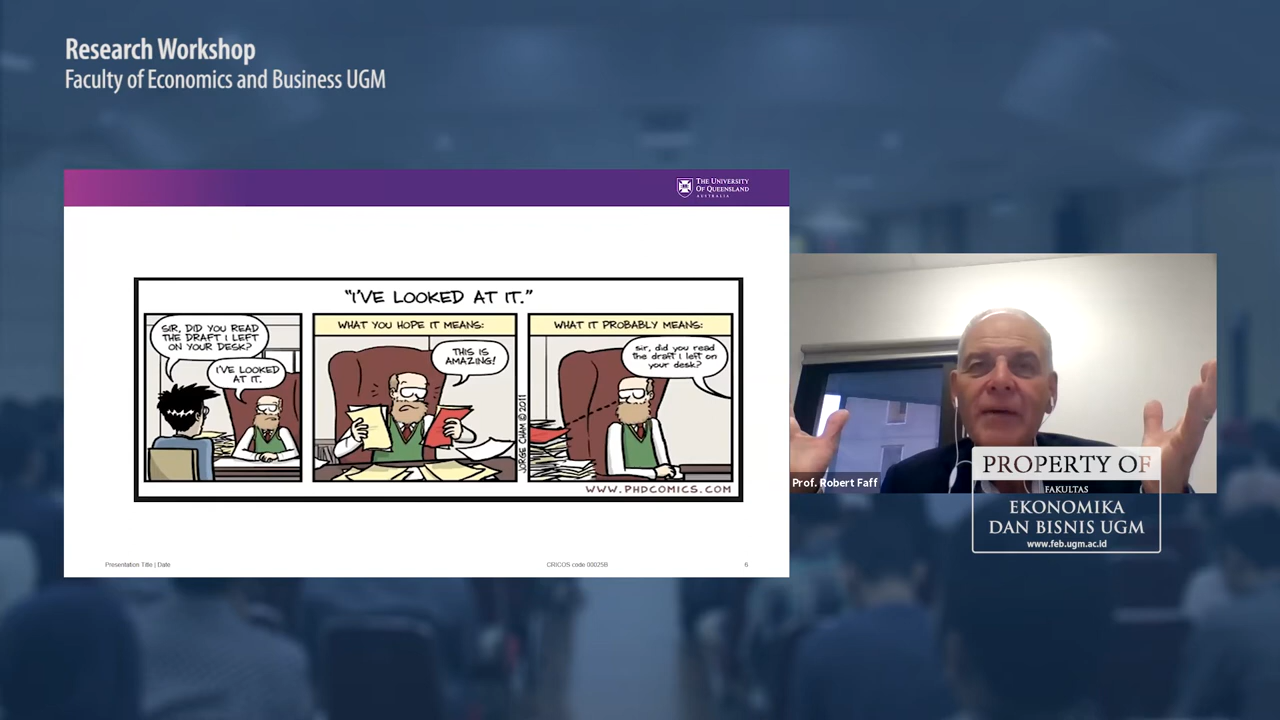 Research Workshop
Faculty of Economics and Business UGM
THE UNIVERSITY
OF QUEENSLAND
AUSTRALIA
"I'VE LOOKED AT IT."
SIR, DID YOU READ
THE DRAFT I LEFT
ON YOUR DESK?
I'VE LOOKED
AT IT.
WHAT YOU HOPE IT MEANS:
THIS IS
AMAZING!
JORGE CHAM © 2011
WHAT IT PROBABLY MEANS:
sir, did you read
the draft I left on
your desk?
WWW.PHDCOMICS.COM
Presentation Title | Date
CRICOS code 00025B
6
Prof. Robert Faff
PROPERTY OF
FAKULTAS
EKONOMIKA
DAN BISNIS UGM
www.feb.ugm.ac.id